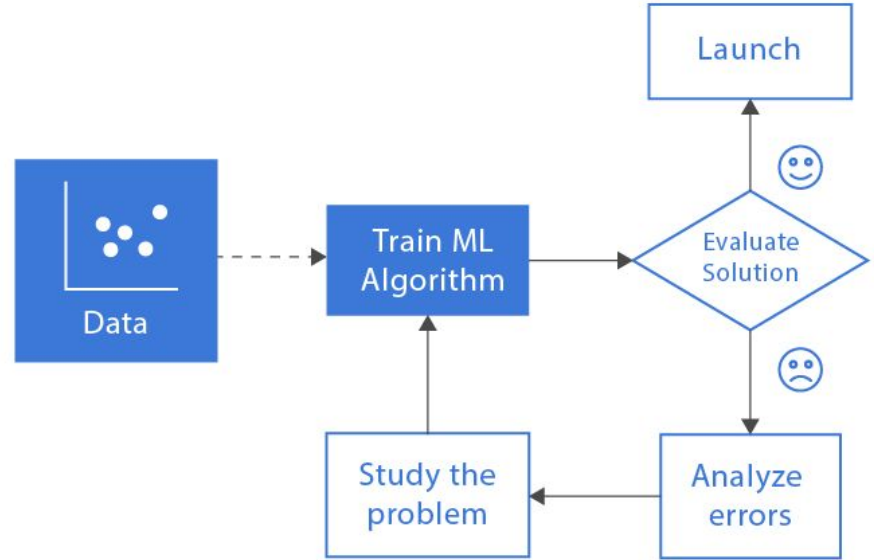 Launch
Data
Train ML
Algorithm
Evaluate
Solution
Study the
problem
Analyze
errors